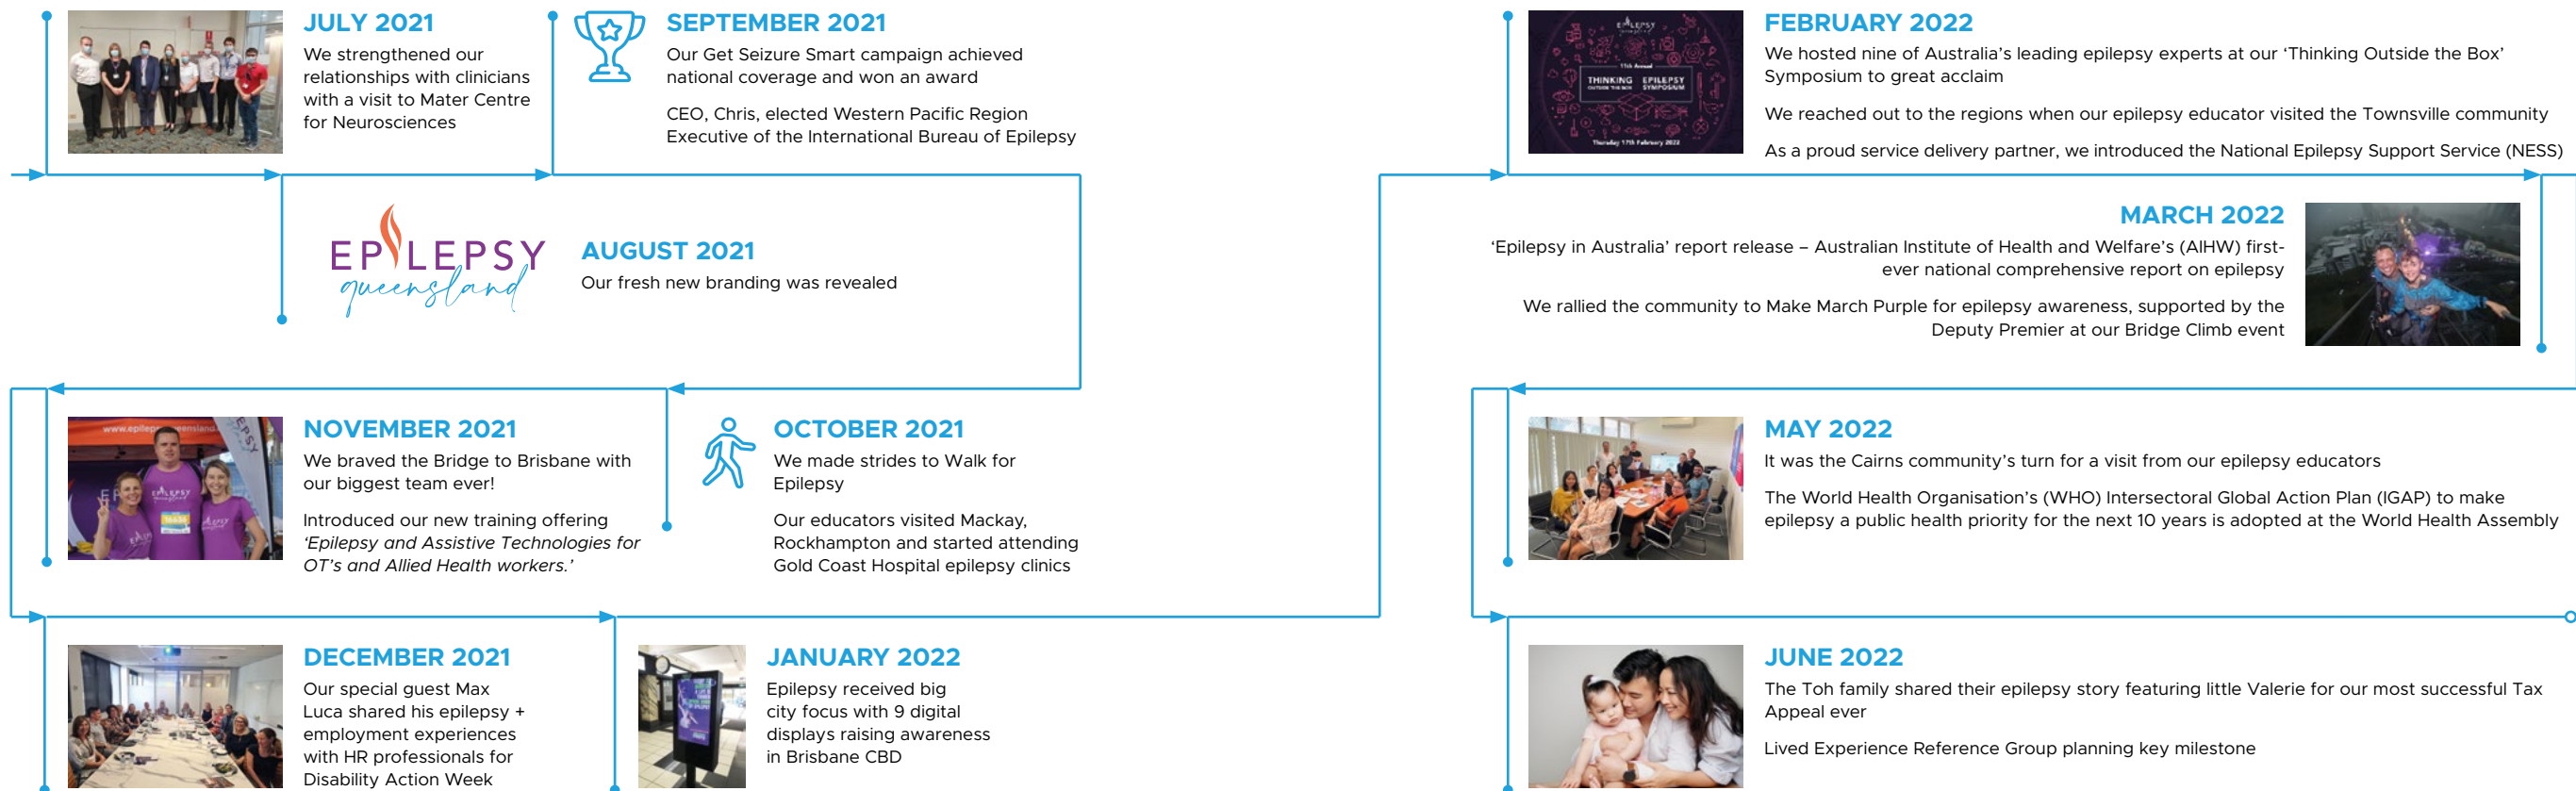 JULY 2021
We strengthened our
relationships with clinicians
with a visit to Mater Centre
for Neurosciences
EPILEPSY
queensland
AUGUST 2021
Our fresh new branding was revealed
SEPTEMBER 2021
Our Get Seizure Smart campaign achieved
national coverage and won an award
CEO, Chris, elected Western Pacific Region
Executive of the International Bureau of Epilepsy
OCTOBER 2021
We made strides to Walk for
Epilepsy
Our educators visited Mackay,
Rockhampton and started attending
Gold Coast Hospital epilepsy clinics
NOVEMBER 2021
We braved the Bridge to Brisbane with
our biggest team ever!
Introduced our new training offering
‘Epilepsy and Assistive Technologies for
OT’s and Allied Health workers.’
DECEMBER 2021
Our special guest Max
Luca shared his epilepsy +
employment experiences
with HR professionals for
Disability Action Week
JANUARY 2022
Epilepsy received big
city focus with 9 digital
displays raising awareness
in Brisbane CBD
EPILEPSY
queensland
11th Annual
THINKING OUTSIDE THE BOX
EPILEPSY SYMPOSIUM
Thursday 17th February 2022
FEBRUARY 2022
We hosted nine of Australia’s leading epilepsy experts at our ‘Thinking Outside the Box’
Symposium to great acclaim
We reached out to the regions when our epilepsy educator visited the Townsville community
As a proud service delivery partner, we introduced the National Epilepsy Support Service (NESS)
MARCH 2022
‘Epilepsy in Australia’ report release – Australian Institute of Health and Welfare’s (AIHW) first-
ever national comprehensive report on epilepsy
We rallied the community to Make March Purple for epilepsy awareness, supported by the
Deputy Premier at our Bridge Climb event
MAY 2022
It was the Cairns community’s turn for a visit from our epilepsy educators
The World Health Organisation’s (WHO) Intersectoral Global Action Plan (IGAP) to make
epilepsy a public health priority for the next 10 years is adopted at the World Health Assembly
JUNE 2022
The Toh family shared their epilepsy story featuring little Valerie for our most successful Tax
Appeal ever
Lived Experience Reference Group planning key milestone